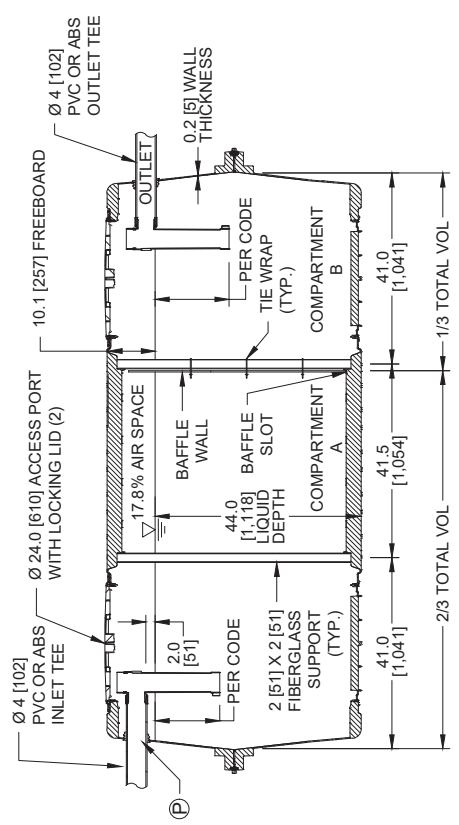 Ø 4 [102]
PVC OR ABS
INLET TEE
Ø 24.0 [610] ACCESS PORT
WITH LOCKING LID (2)
10.1 [257] FREEBOARD
Ø 4 [102]
PVC OR ABS
OUTLET TEE
OUTLET
0.2 [5] WALL
THICKNESS
P
2.0
[51]
PER CODE
17.8% AIR SPACE
44.0
[1,118]
LIQUID
DEPTH
BAFFLE
WALL
BAFFLE
SLOT
PER CODE
TIE WRAP
(TYP.)
2 [51] X 2 [51]
FIBERGLASS
SUPPORT
(TYP.)
COMPARTMENT
A
COMPARTMENT
B
41.0
[1,041]
41.5
[1,054]
41.0
[1,041]
2/3 TOTAL VOL
1/3 TOTAL VOL